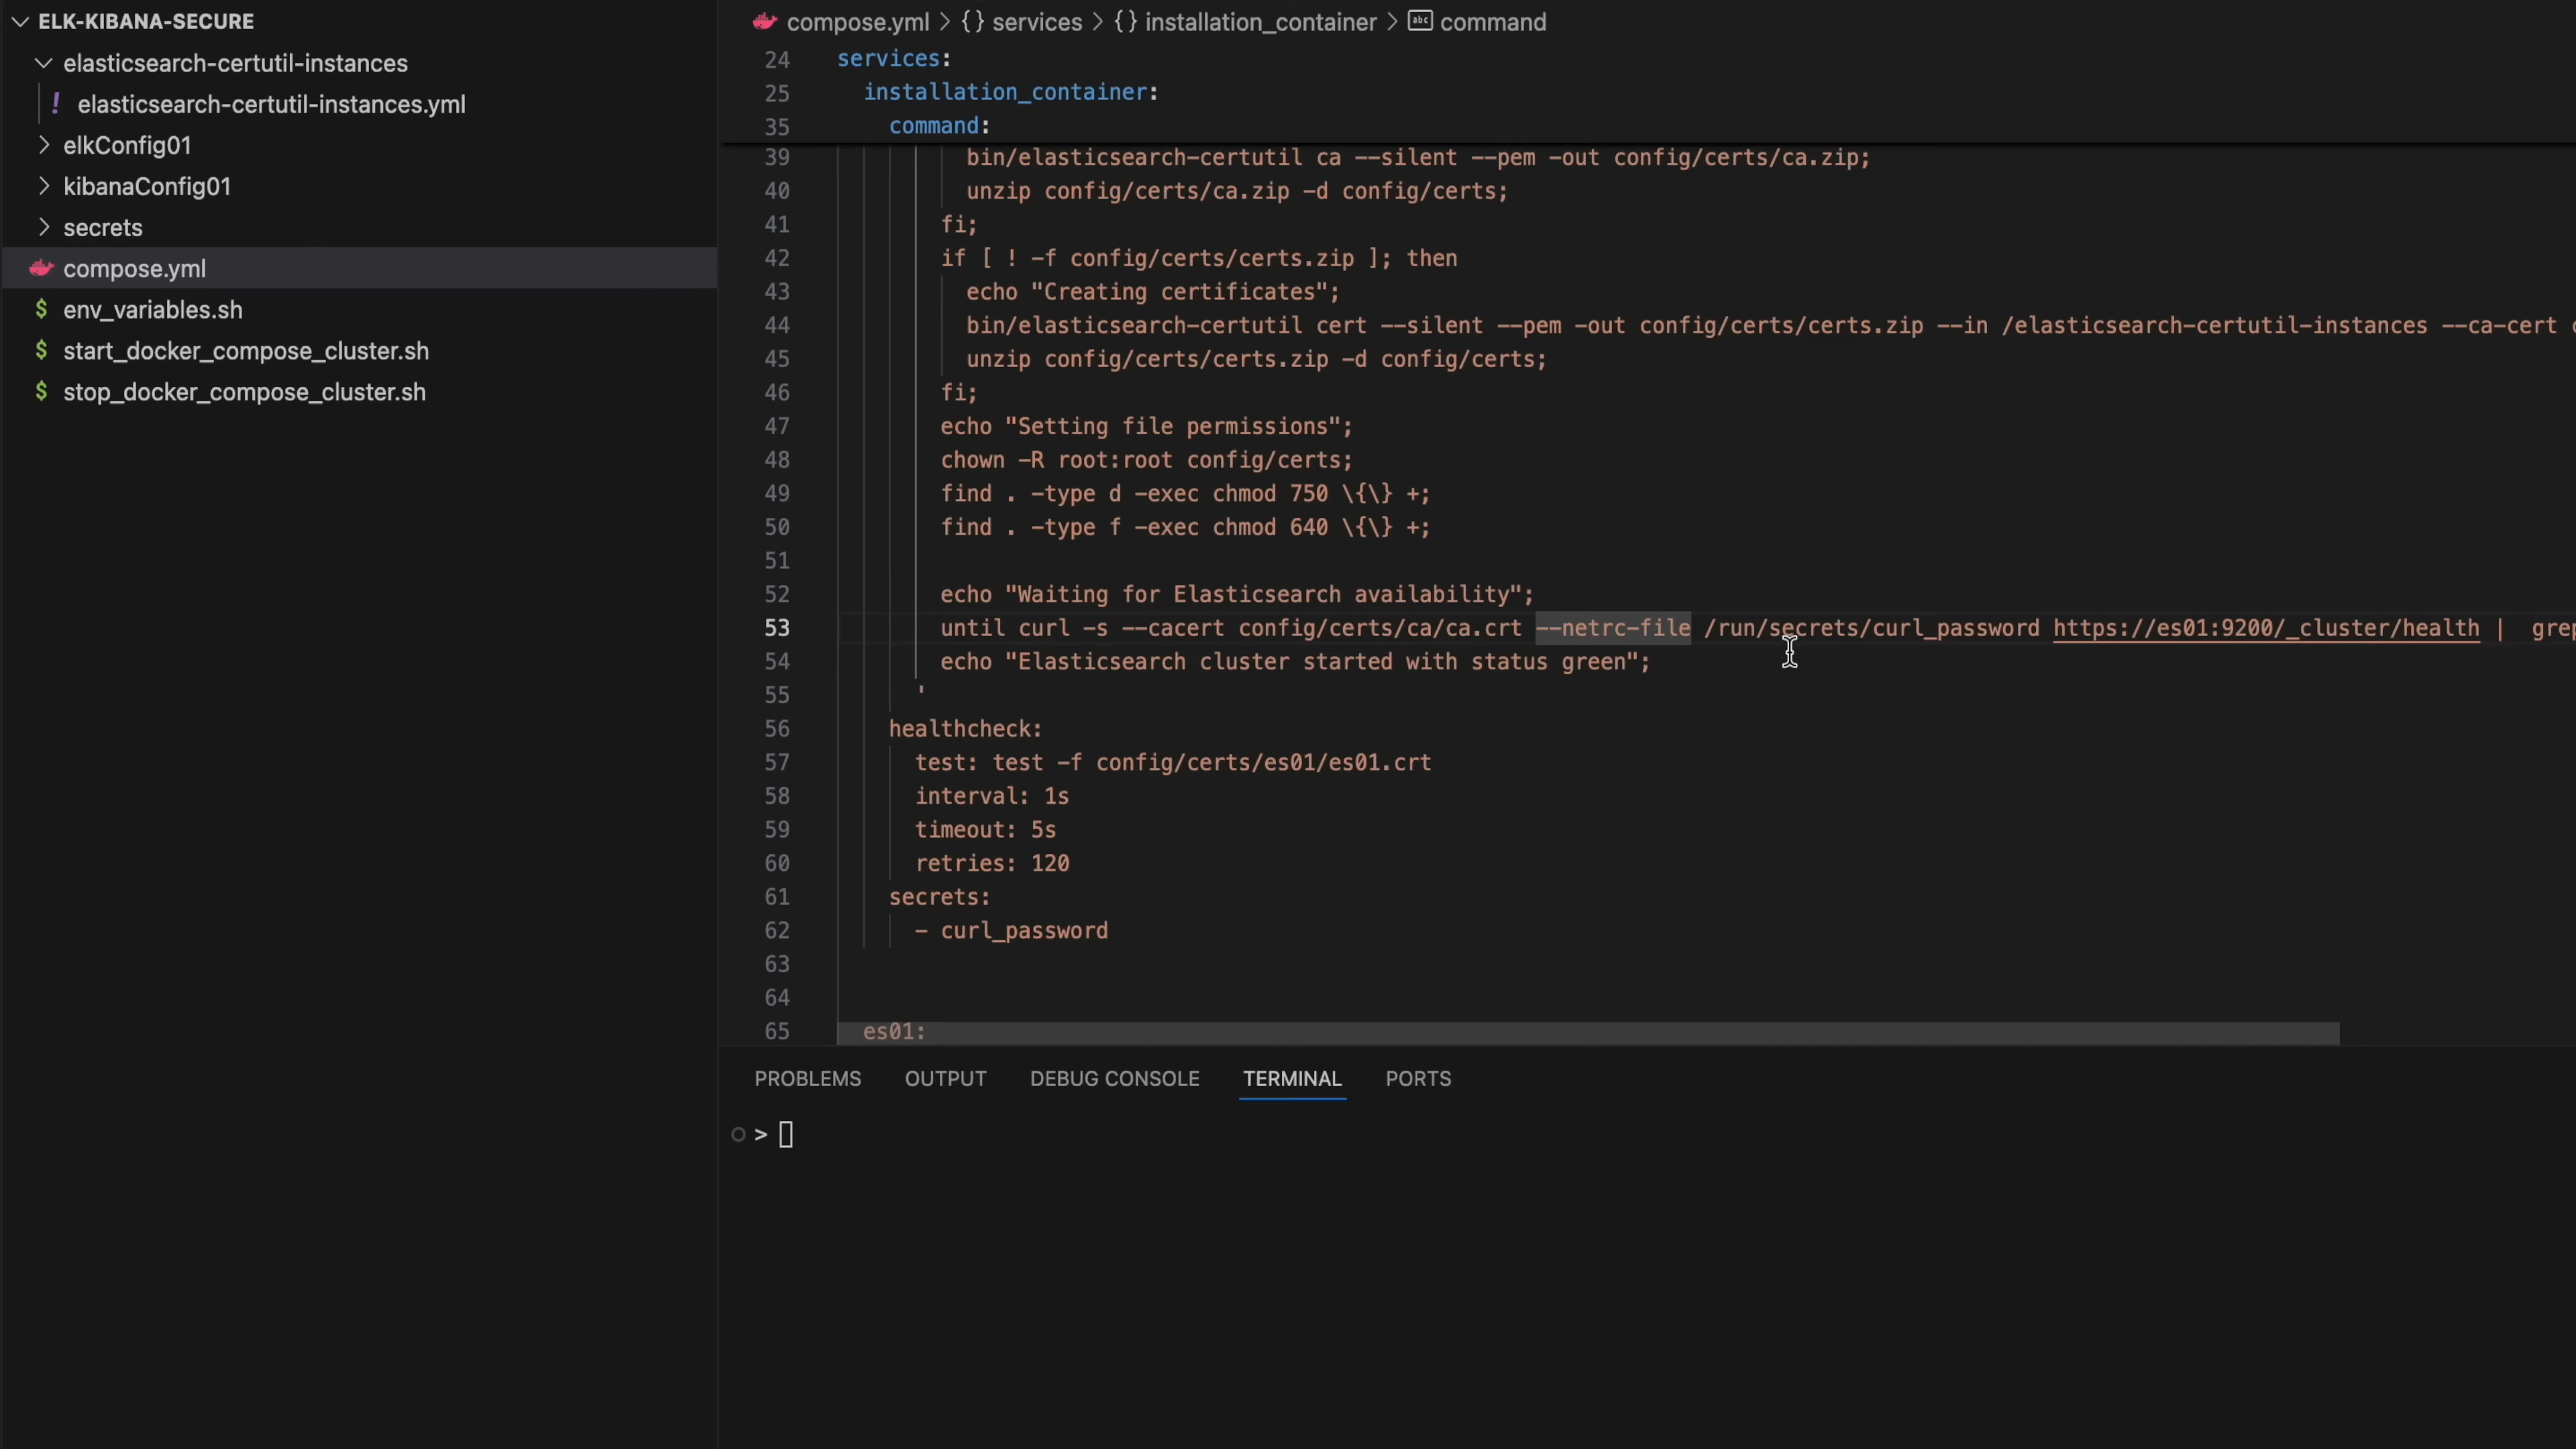 ELK-KIBANA-SECURE
elasticsearch-certutil-instances
! elasticsearch-certutil-instances.yml
elkConfig01
kibanaConfig01
secrets
compose.yml
$ env_variables.sh
$ start_docker_compose_cluster.sh
$ stop_docker_compose_cluster.sh
compose.yml > {} services > {} installation_container > abc command
24 services:
25 installation_container:
35 command:
39 bin/elasticsearch-certutil ca --silent --pem -out config/certs/ca.zip;
40 unzip config/certs/ca.zip -d config/certs;
41 fi;
42 if [ ! -f config/certs/certs.zip ]; then
43 echo "Creating certificates";
44 bin/elasticsearch-certutil cert --silent --pem -out config/certs/certs.zip --in /elasticsearch-certutil-instances --ca-cert
45 unzip config/certs/certs.zip -d config/certs;
46 fi;
47 echo "Setting file permissions";
48 chown -R root:root config/certs;
49 find . -type d -exec chmod 750 \{\} +;
50 find . -type f -exec chmod 640 \{\} +;
51
52 echo "Waiting for Elasticsearch availability";
53 until curl -s --cacert config/certs/ca/ca.crt --netrc-file /run/secrets/curl_password https://es01:9200/_cluster/health | grep
54 echo "Elasticsearch cluster started with status green";
55 '
56 healthcheck:
57 test: test -f config/certs/es01/es01.crt
58 interval: 1s
59 timeout: 5s
60 retries: 120
61 secrets:
62 - curl_password
63
64
65 es01:
PROBLEMS OUTPUT DEBUG CONSOLE TERMINAL PORTS
>